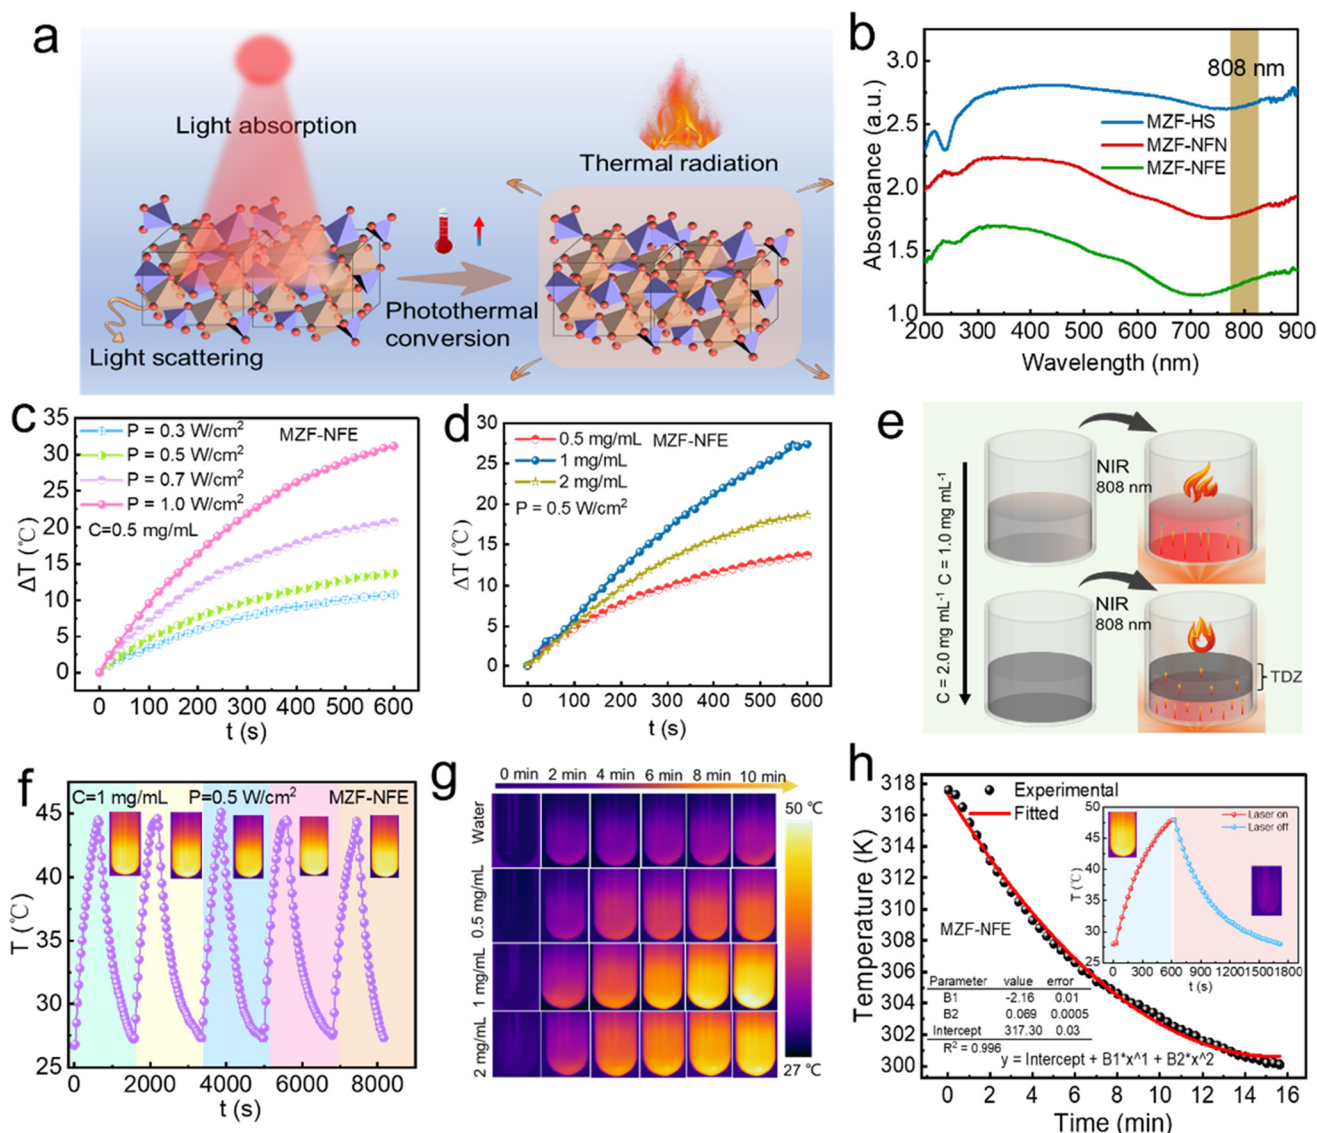 a
Light absorption
Thermal radiation
Photothermal
conversion
Light scattering
b
808 nm
MZF-HS
MZF-NFN
MZF-NFE
3.0
2.5
2.0
1.5
1.0
Absorbance (a.u.)
200 300 400 500 600 700 800 900
Wavelength (nm)
c
P = 0.3 W/cm²
P = 0.5 W/cm²
P = 0.7 W/cm²
P = 1.0 W/cm²
MZF-NFE
C=0.5 mg/mL
35
30
25
20
15
10
5
0
ΔT (℃)
0 100 200 300 400 500 600
t (s)
d
0.5 mg/mL
1 mg/mL
2 mg/mL
MZF-NFE
P = 0.5 W/cm²
30
25
20
15
10
5
0
ΔT (℃)
0 100 200 300 400 500 600
t (s)
e
C = 2.0 mg mL⁻¹ C = 1.0 mg mL⁻¹
NIR
808 nm
NIR
808 nm
TDZ
f
C=1 mg/mL P=0.5 W/cm² MZF-NFE
45
40
35
30
25
T (℃)
0 2000 4000 6000 8000
t (s)
g
0 min 2 min 4 min 6 min 8 min 10 min
Water
0.5 mg/mL
1 mg/mL
2 mg/mL
50 ℃
27 ℃
h
Experimental
Fitted
MZF-NFE
318
316
314
312
310
308
306
304
302
300
Temperature (K)
0 2 4 6 8 10 12 14 16
Time (min)
Parameter value error
B1 -2.16 0.01
B2 0.069 0.0005
Intercept 317.30 0.03
R² = 0.996
y = Intercept + B1*x^1 + B2*x^2
Laser on
Laser off
50
45
40
35
30
25
T (℃)
0 300 600 900 1200 1500 1800
t (s)